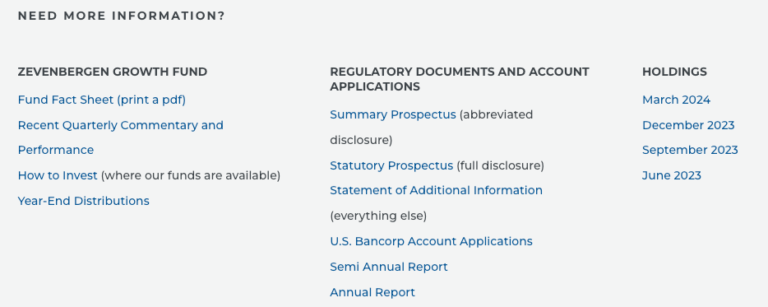 NEED MORE INFORMATION?
ZEVENBERGEN GROWTH FUND
Fund Fact Sheet (print a pdf)
Recent Quarterly Commentary and
Performance
How to Invest (where our funds are available)
Year-End Distributions
REGULATORY DOCUMENTS AND ACCOUNT
APPLICATIONS
Summary Prospectus (abbreviated
disclosure)
Statutory Prospectus (full disclosure)
Statement of Additional Information
(everything else)
U.S. Bancorp Account Applications
Semi Annual Report
Annual Report
HOLDINGS
March 2024
December 2023
September 2023
June 2023